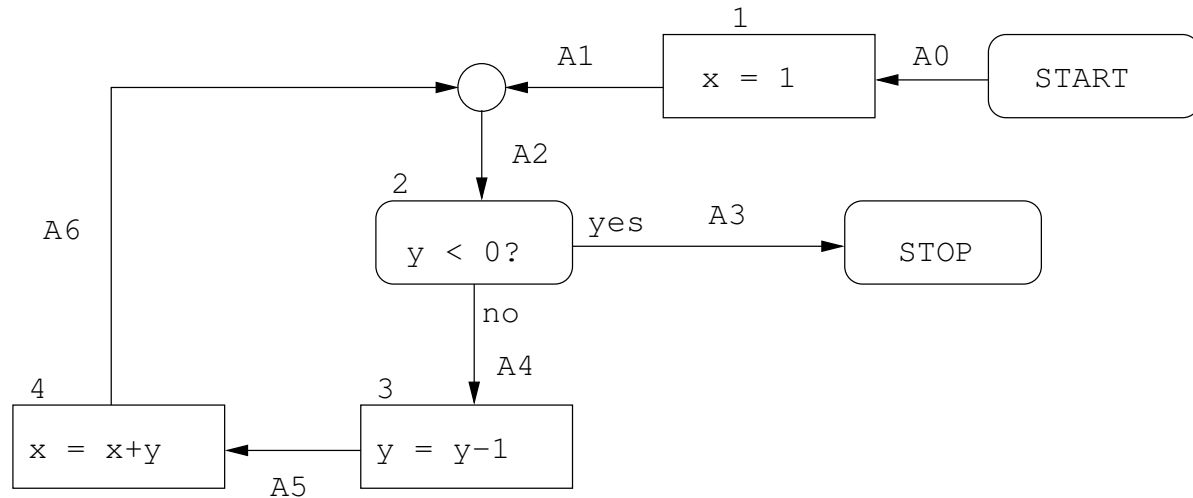 1
A1
A0
x = 1
START
A2
2
A6
yes
A3
y < 0?
STOP
no
A4
4
3
x = x+y
y = y-1
A5